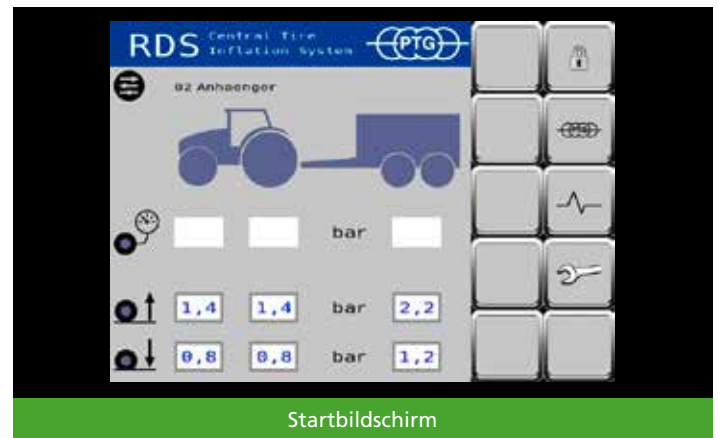 RDS Central Tire
Inflation System
PTG
02 Anhaenger
bar
1,4 1,4 bar 2,2
0,8 0,8 bar 1,2
PTG
Startbildschirm